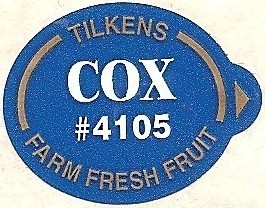 TILKENS
COX
#4105
FARM FRESH FRUIT